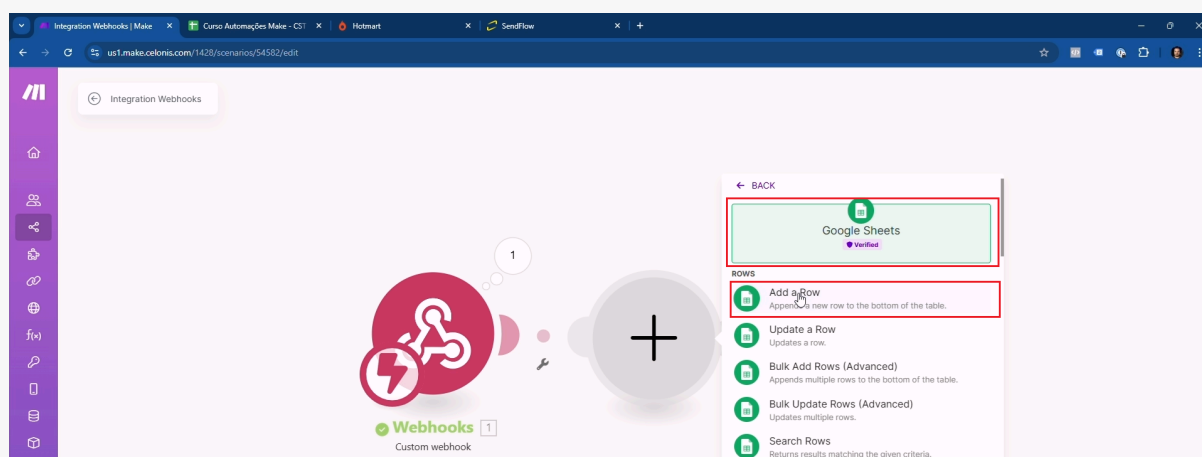 Integration Webhooks | Make
Curso Automações Make - CST
Hotmart
SendFlow
us1.make.celonis.com/1428/scenarios/54582/edit
Integration Webhooks
BACK
Google Sheets
Verified
ROWS
Add a Row
Appends a new row to the bottom of the table.
Update a Row
Updates a row.
Bulk Add Rows (Advanced)
Appends multiple rows to the bottom of the table.
Bulk Update Rows (Advanced)
Updates multiple rows.
Search Rows
Returns results matching the given criteria.
1
Webhooks 1
Custom webhook
f(x)